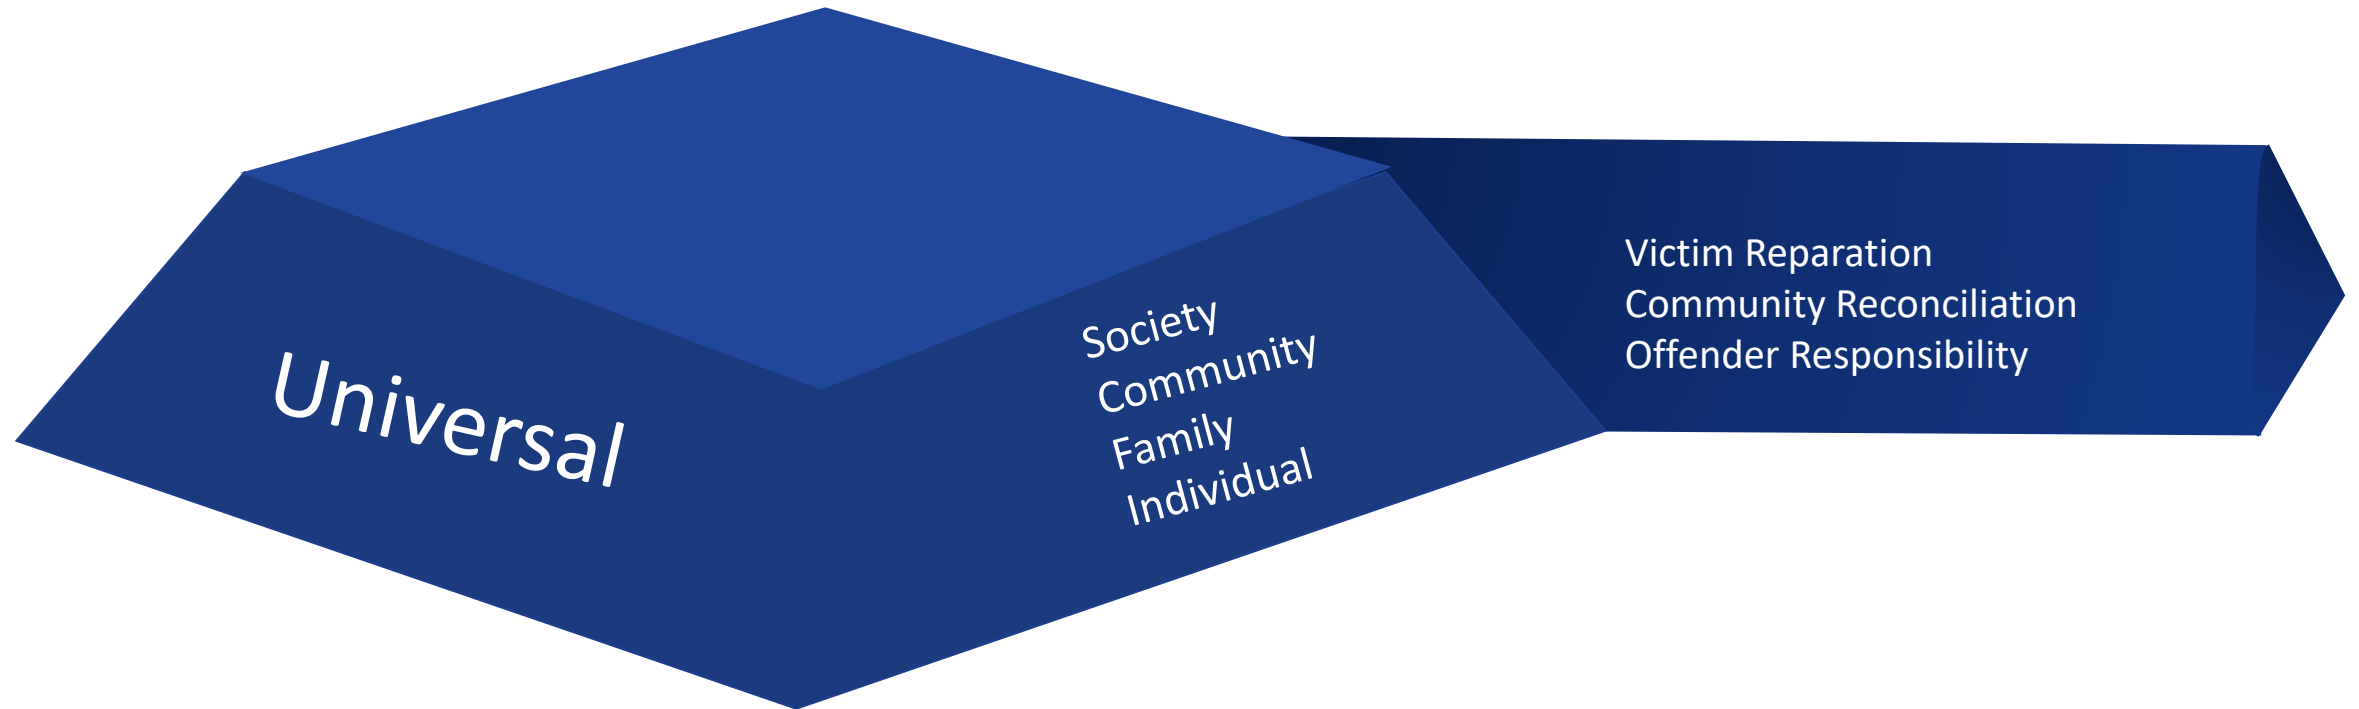 Universal
Society
Community
Family
Individual
Victim Reparation
Community Reconciliation
Offender Responsibility